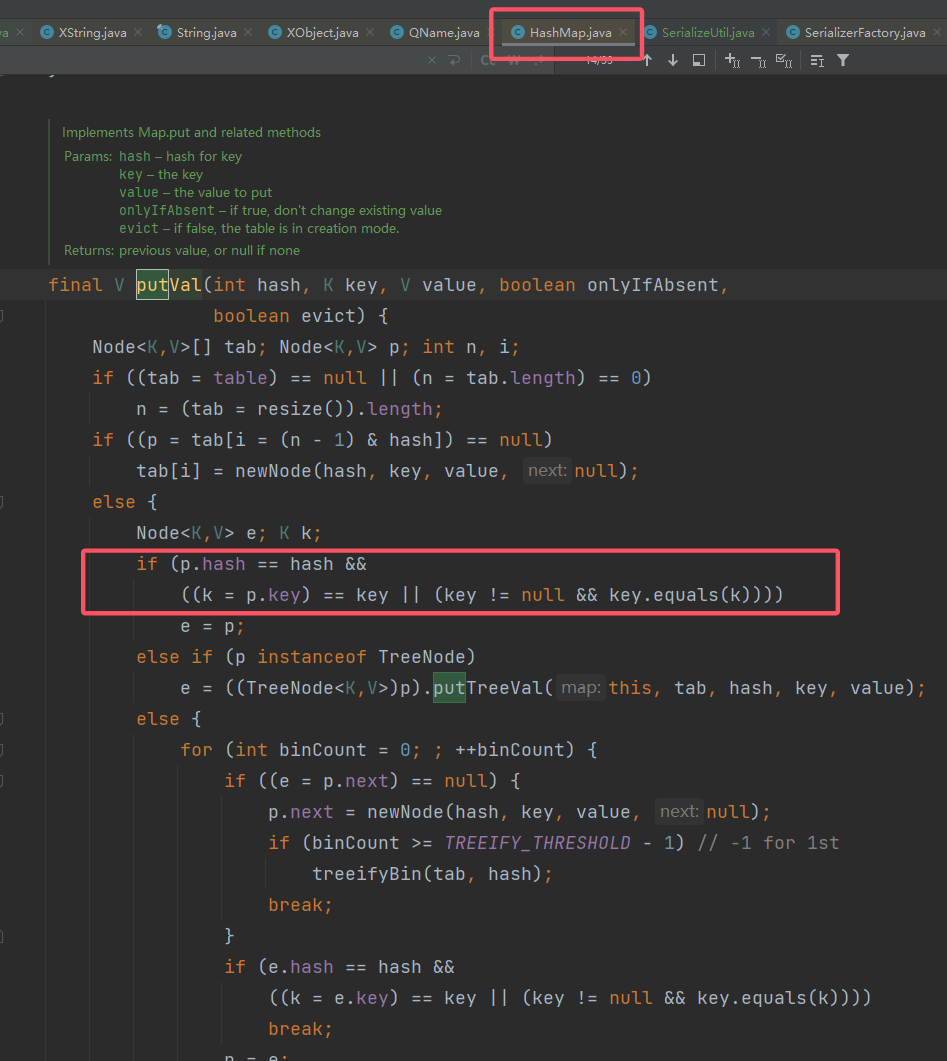 va × XString.java × String.java × XObject.java × QName.java HashMap.java × SerializeUtil.java × SerializerFactory.java ×
14/55
Implements Map.put and related methods
Params: hash – hash for key
key – the key
value – the value to put
onlyIfAbsent – if true, don't change existing value
evict – if false, the table is in creation mode.
Returns: previous value, or null if none
final V putVal(int hash, K key, V value, boolean onlyIfAbsent,
boolean evict) {
Node<K,V>[] tab; Node<K,V> p; int n, i;
if ((tab = table) == null || (n = tab.length) == 0)
n = (tab = resize()).length;
if ((p = tab[i = (n - 1) & hash]) == null)
tab[i] = newNode(hash, key, value, next: null);
else {
Node<K,V> e; K k;
if (p.hash == hash &&
((k = p.key) == key || (key != null && key.equals(k))))
e = p;
else if (p instanceof TreeNode)
e = ((TreeNode<K,V>)p).putTreeVal( map: this, tab, hash, key, value);
else {
for (int binCount = 0; ; ++binCount) {
if ((e = p.next) == null) {
p.next = newNode(hash, key, value, next: null);
if (binCount >= TREEIFY_THRESHOLD - 1) // -1 for 1st
treeifyBin(tab, hash);
break;
}
if (e.hash == hash &&
((k = e.key) == key || (key != null && key.equals(k))))
break;
p = e;